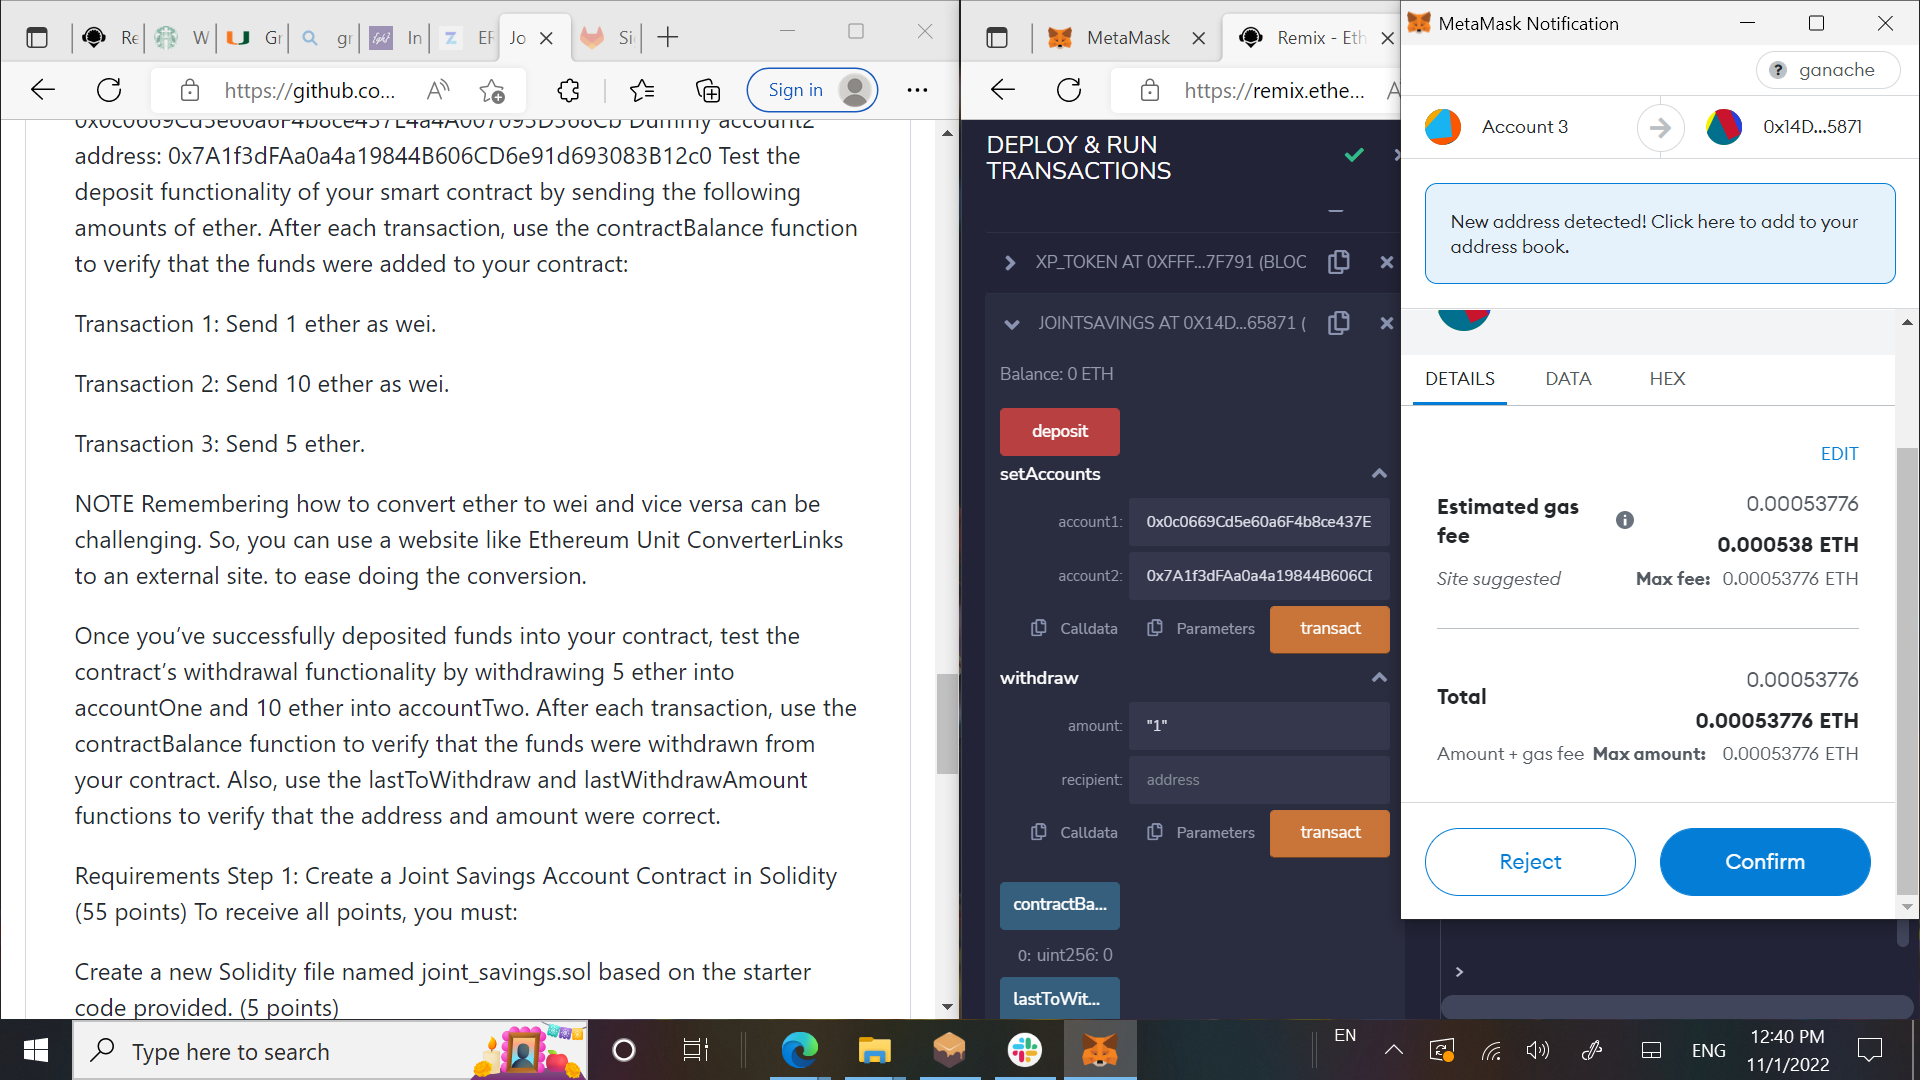 Re
W
Gr
gr
{gh} In
Z EF
Jo
Si
https://github.co...
Sign in
0x0c0669Cd5e60a6F4b8ce437E4a4A007093D368Cb Dummy account2
address: 0x7A1f3dFAa0a4a19844B606CD6e91d693083B12c0 Test the
deposit functionality of your smart contract by sending the following
amounts of ether. After each transaction, use the contractBalance function
to verify that the funds were added to your contract:
Transaction 1: Send 1 ether as wei.
Transaction 2: Send 10 ether as wei.
Transaction 3: Send 5 ether.
NOTE Remembering how to convert ether to wei and vice versa can be
challenging. So, you can use a website like Ethereum Unit ConverterLinks
to an external site. to ease doing the conversion.
Once you’ve successfully deposited funds into your contract, test the
contract’s withdrawal functionality by withdrawing 5 ether into
accountOne and 10 ether into accountTwo. After each transaction, use the
contractBalance function to verify that the funds were withdrawn from
your contract. Also, use the lastToWithdraw and lastWithdrawAmount
functions to verify that the address and amount were correct.
Requirements Step 1: Create a Joint Savings Account Contract in Solidity
(55 points) To receive all points, you must:
Create a new Solidity file named joint_savings.sol based on the starter
code provided. (5 points)
MetaMask
Remix - Eth
https://remix.ethe...
DEPLOY & RUN
TRANSACTIONS
XP_TOKEN AT 0XFFF...7F791 (BLOC
JOINTSAVINGS AT 0X14D...65871 (
Balance: 0 ETH
deposit
setAccounts
account1: 0x0c0669Cd5e60a6F4b8ce437E
account2: 0x7A1f3dFAa0a4a19844B606CD
Calldata Parameters transact
withdraw
amount: "1"
recipient: address
Calldata Parameters transact
contractBa...
0: uint256: 0
lastToWit...
MetaMask Notification
ganache
Account 3 0x14D...5871
New address detected! Click here to add to your
address book.
DETAILS DATA HEX
EDIT
Estimated gas
fee
0.00053776
0.000538 ETH
Site suggested Max fee: 0.00053776 ETH
Total
0.00053776
0.00053776 ETH
Amount + gas fee Max amount: 0.00053776 ETH
Reject Confirm
Type here to search
EN
ENG
12:40 PM
11/1/2022